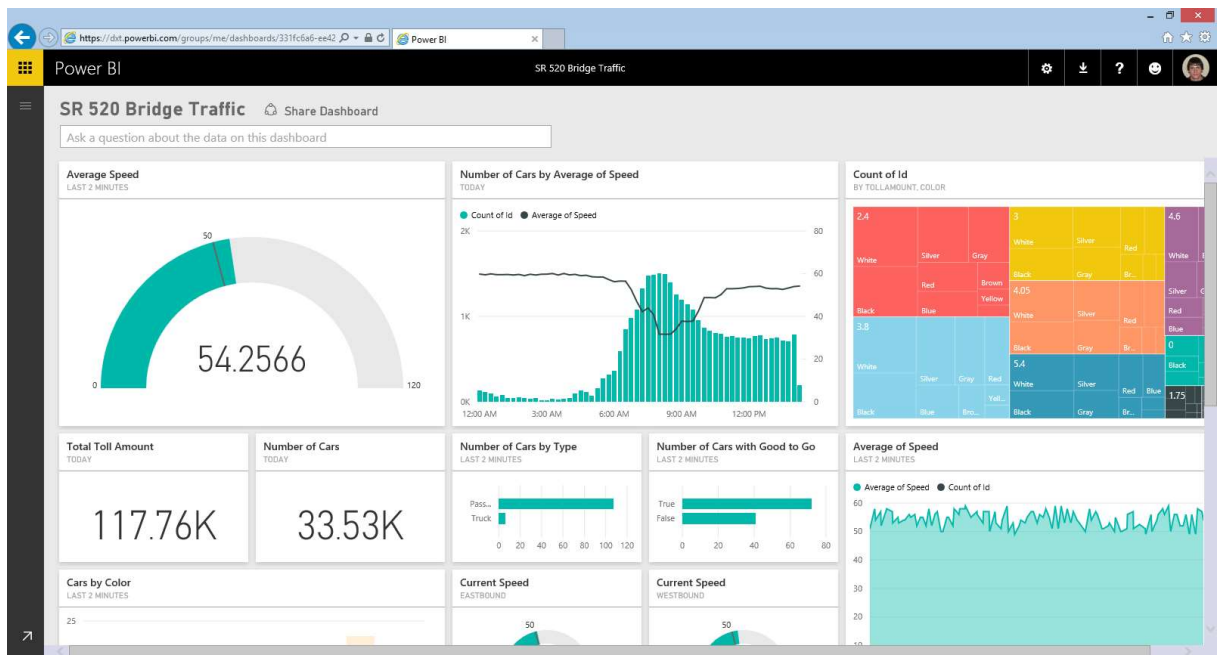 https://dxt.powerbi.com/groups/me/dashboards/331fc6a6-ee42
Power BI
Power BI
SR 520 Bridge Traffic
?
SR 520 Bridge Traffic
Share Dashboard
Ask a question about the data on this dashboard
Average Speed
LAST 2 MINUTES
50
54.2566
0
120
Number of Cars by Average of Speed
TODAY
Count of Id
Average of Speed
2K
80
60
1K
40
20
0K
0
12:00 AM
3:00 AM
6:00 AM
9:00 AM
12:00 PM
Count of Id
BY TOLLAMOUNT, COLOR
2.4
White
Silver
Gray
Red
Brown
Yellow
Black
Blue
3.8
White
Silver
Gray
Red
Yell...
Black
Blue
Bro...
3
White
Silver
Red
Black
Gray
Br...
4.05
White
Silver
Red
Black
Gray
Br...
5.4
White
Silver
Red
Blue
Black
Gray
Br...
4.6
White
Silver
Red
Blue
0
Black
1.75
Total Toll Amount
TODAY
117.76K
Number of Cars
TODAY
33.53K
Number of Cars by Type
LAST 2 MINUTES
Pass...
Truck
0 20 40 60 80 100 120
Number of Cars with Good to Go
LAST 2 MINUTES
True
False
0 20 40 60 80
Average of Speed
LAST 2 MINUTES
Average of Speed
Count of Id
60
50
40
30
20
10
Cars by Color
LAST 2 MINUTES
25
Current Speed
EASTBOUND
50
Current Speed
WESTBOUND
50